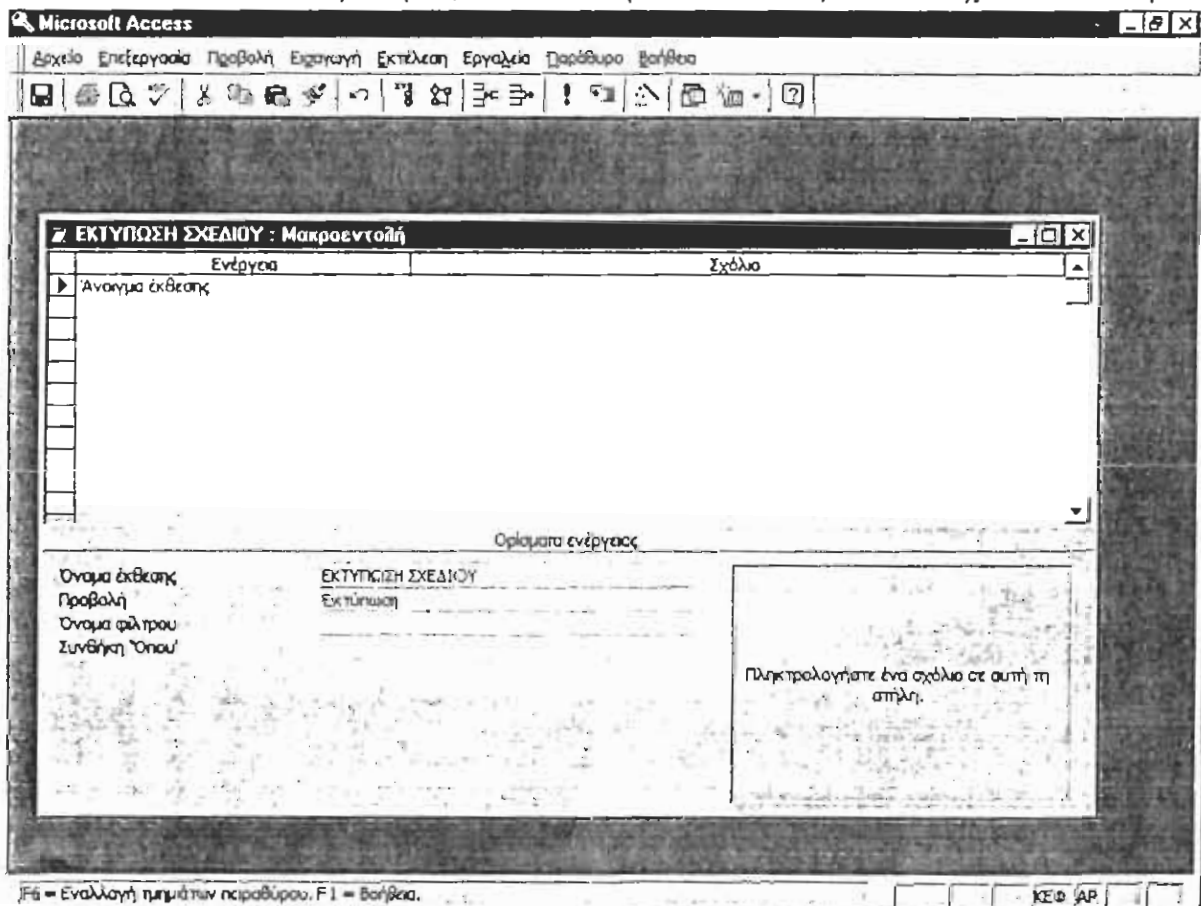 Microsoft Access
Αρχείο Επεξεργασία Προβολή Εισαγωγή Εκτέλεση Εργαλεία Παράθυρο Βοήθεια
ΕΚΤΥΠΩΣΗ ΣΧΕΔΙΟΥ : Μακροεντολή
Ενέργεια Σχόλιο
Άνοιγμα έκθεσης
Ορίσματα ενέργειας
Όνομα έκθεσης ΕΚΤΥΠΩΣΗ ΣΧΕΔΙΟΥ
Προβολή Εκτύπωση
Όνομα φίλτρου
Συνθήκη 'Όπου'
Πληκτρολογήστε ένα σχόλιο σε αυτή τη
στήλη.
F6 = Εναλλαγή τμημάτων παραθύρου. F1 = Βοήθεια. ΚΕΦ ΑΡ